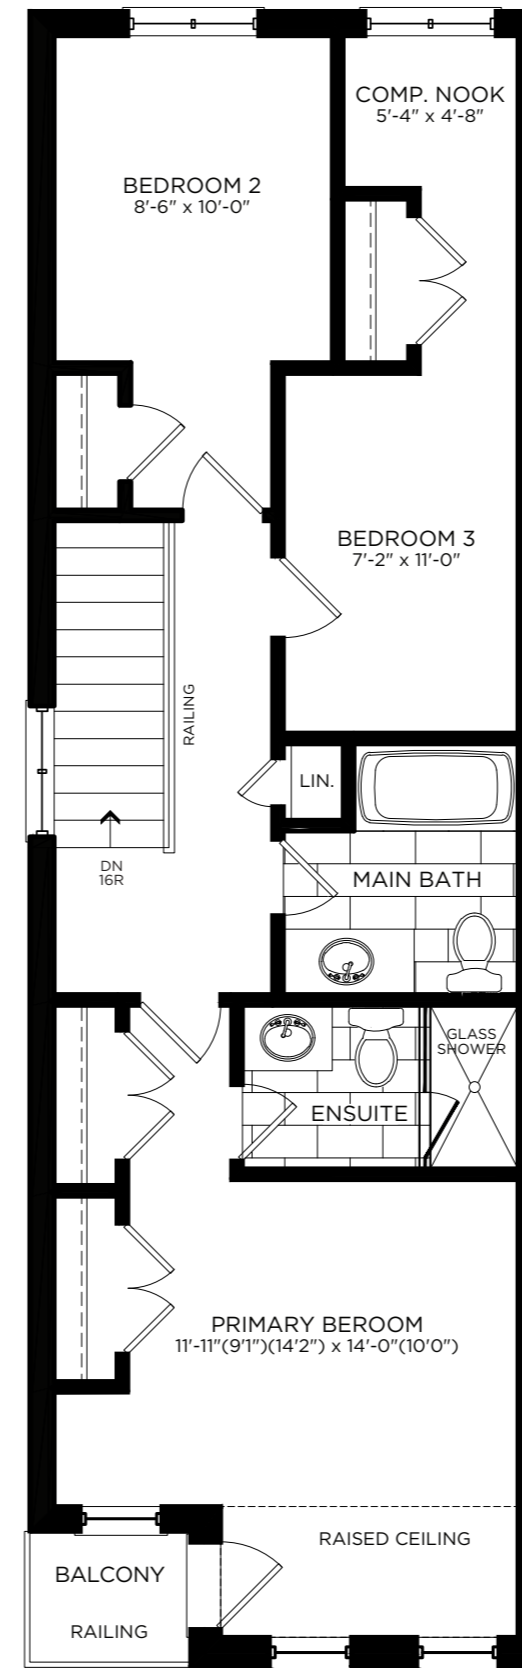 COMP. NOOK
5'-4" x 4'-8"
BEDROOM 2
8'-6" x 10'-0"
BEDROOM 3
7'-2" x 11'-0"
RAILING
LIN.
DN
16R
MAIN BATH
GLASS
SHOWER
ENSUITE
PRIMARY BEROOM
11'-11"(9'1")(14'2") x 14'-0"(10'0")
RAISED CEILING
BALCONY
RAILING